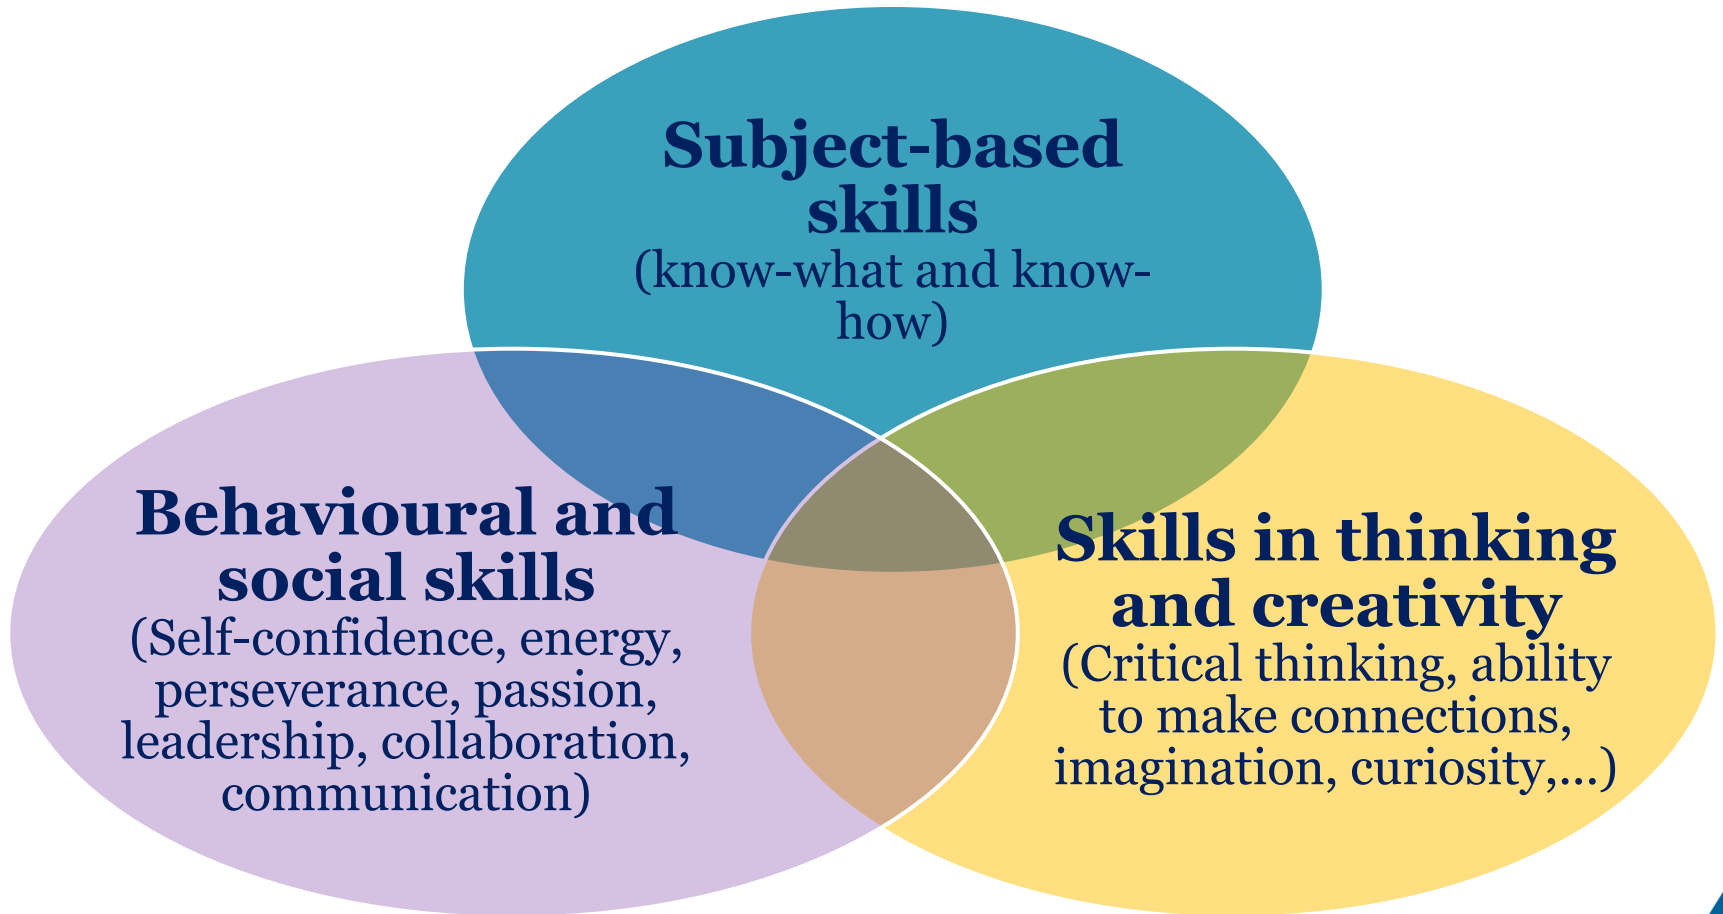 Subject-based
skills
(know-what and know-
how)
Behavioural and
social skills
(Self-confidence, energy,
perseverance, passion,
leadership, collaboration,
communication)
Skills in thinking
and creativity
(Critical thinking, ability
to make connections,
imagination, curiosity,...)